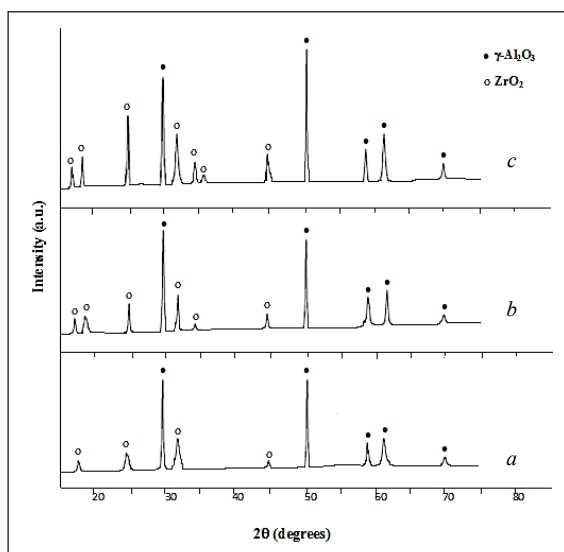 γ-Al₂O₃
ZrO₂
c
b
a
Intensity (a.u.)
20 30 40 50 60 70 80
2θ (degrees)